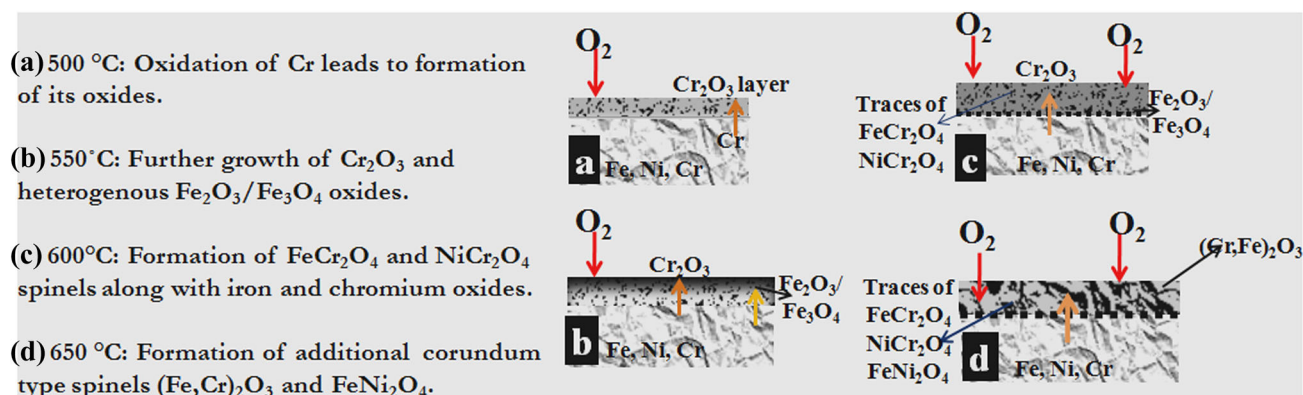 (a) 500 °C: Oxidation of Cr leads to formation
of its oxides.
(b) 550°C: Further growth of Cr₂O₃ and
heterogenous Fe₂O₃/Fe₃O₄ oxides.
(c) 600°C: Formation of FeCr₂O₄ and NiCr₂O₄
spinels along with iron and chromium oxides.
(d) 650 °C: Formation of additional corundum
type spinels (Fe,Cr)₂O₃ and FeNi₂O₄.
O₂
Cr₂O₃ layer
Cr
a
Fe, Ni, Cr
O₂
Cr₂O₃
Fe₂O₃/
Fe₃O₄
b
Fe, Ni, Cr
O₂
O₂
Cr₂O₃
Traces of
FeCr₂O₄
NiCr₂O₄
Fe₂O₃/
Fe₃O₄
c
Fe, Ni, Cr
O₂
O₂
(Cr,Fe)₂O₃
Traces of
FeCr₂O₄
NiCr₂O₄
FeNi₂O₄
d
Fe, Ni, Cr